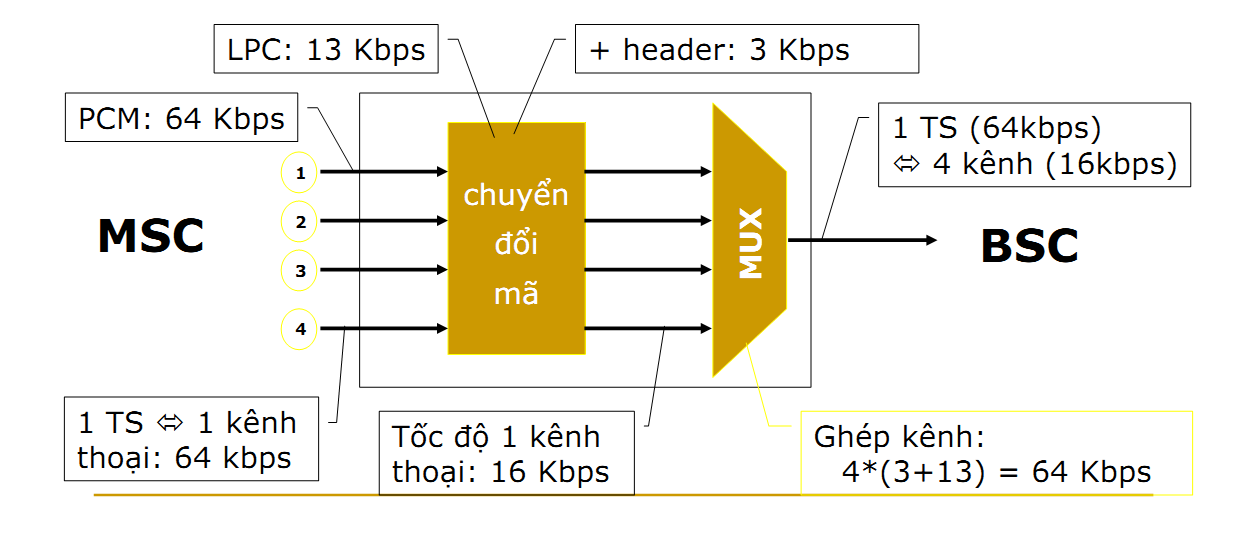 LPC: 13 Kbps
+ header: 3 Kbps
PCM: 64 Kbps
1 TS (64kbps)
⇔ 4 kênh (16kbps)
1
2
3
4
MSC
chuyển
đổi
mã
MUX
BSC
1 TS ⇔ 1 kênh
thoại: 64 kbps
Tốc độ 1 kênh
thoại: 16 Kbps
Ghép kênh:
4*(3+13) = 64 Kbps